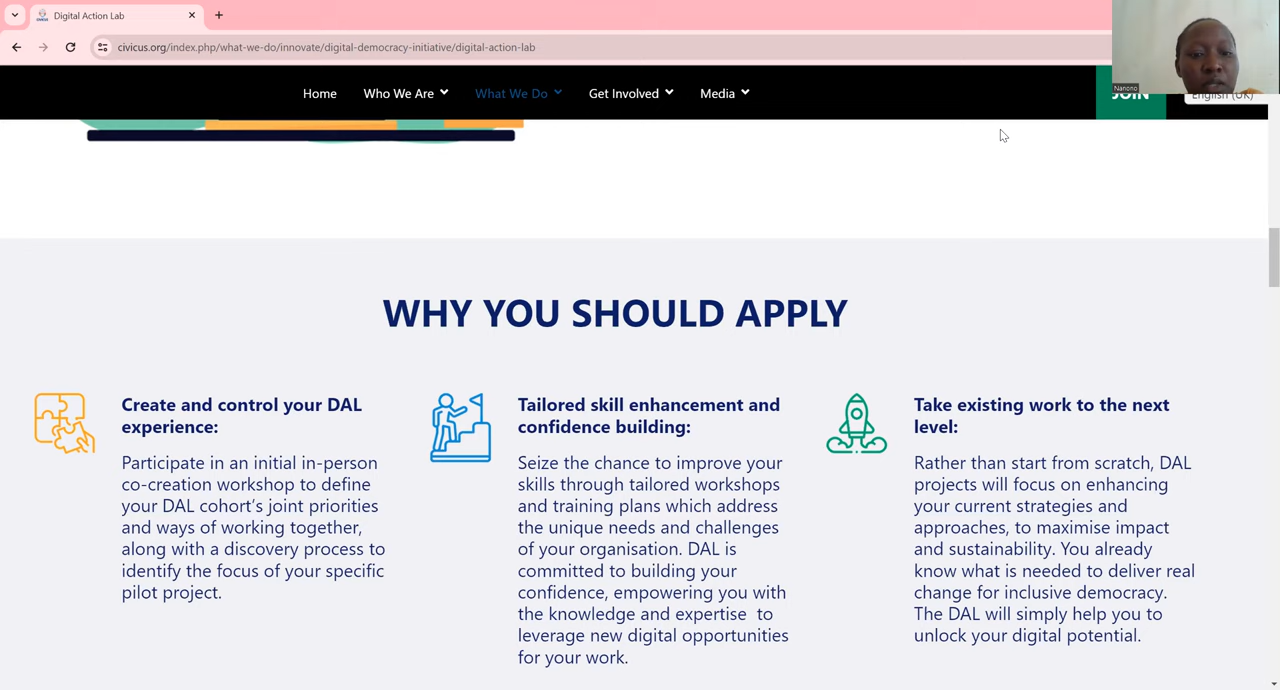 Digital Action Lab
civicus.org/index.php/what-we-do/innovate/digital-democracy-initiative/digital-action-lab
Home Who We Are What We Do Get Involved Media
JOIN
English (UK)
Nanono
WHY YOU SHOULD APPLY
Create and control your DAL
experience:
Participate in an initial in-person
co-creation workshop to define
your DAL cohort's joint priorities
and ways of working together,
along with a discovery process to
identify the focus of your specific
pilot project.
Tailored skill enhancement and
confidence building:
Seize the chance to improve your
skills through tailored workshops
and training plans which address
the unique needs and challenges
of your organisation. DAL is
committed to building your
confidence, empowering you with
the knowledge and expertise to
leverage new digital opportunities
for your work.
Take existing work to the next
level:
Rather than start from scratch, DAL
projects will focus on enhancing
your current strategies and
approaches, to maximise impact
and sustainability. You already
know what is needed to deliver real
change for inclusive democracy.
The DAL will simply help you to
unlock your digital potential.